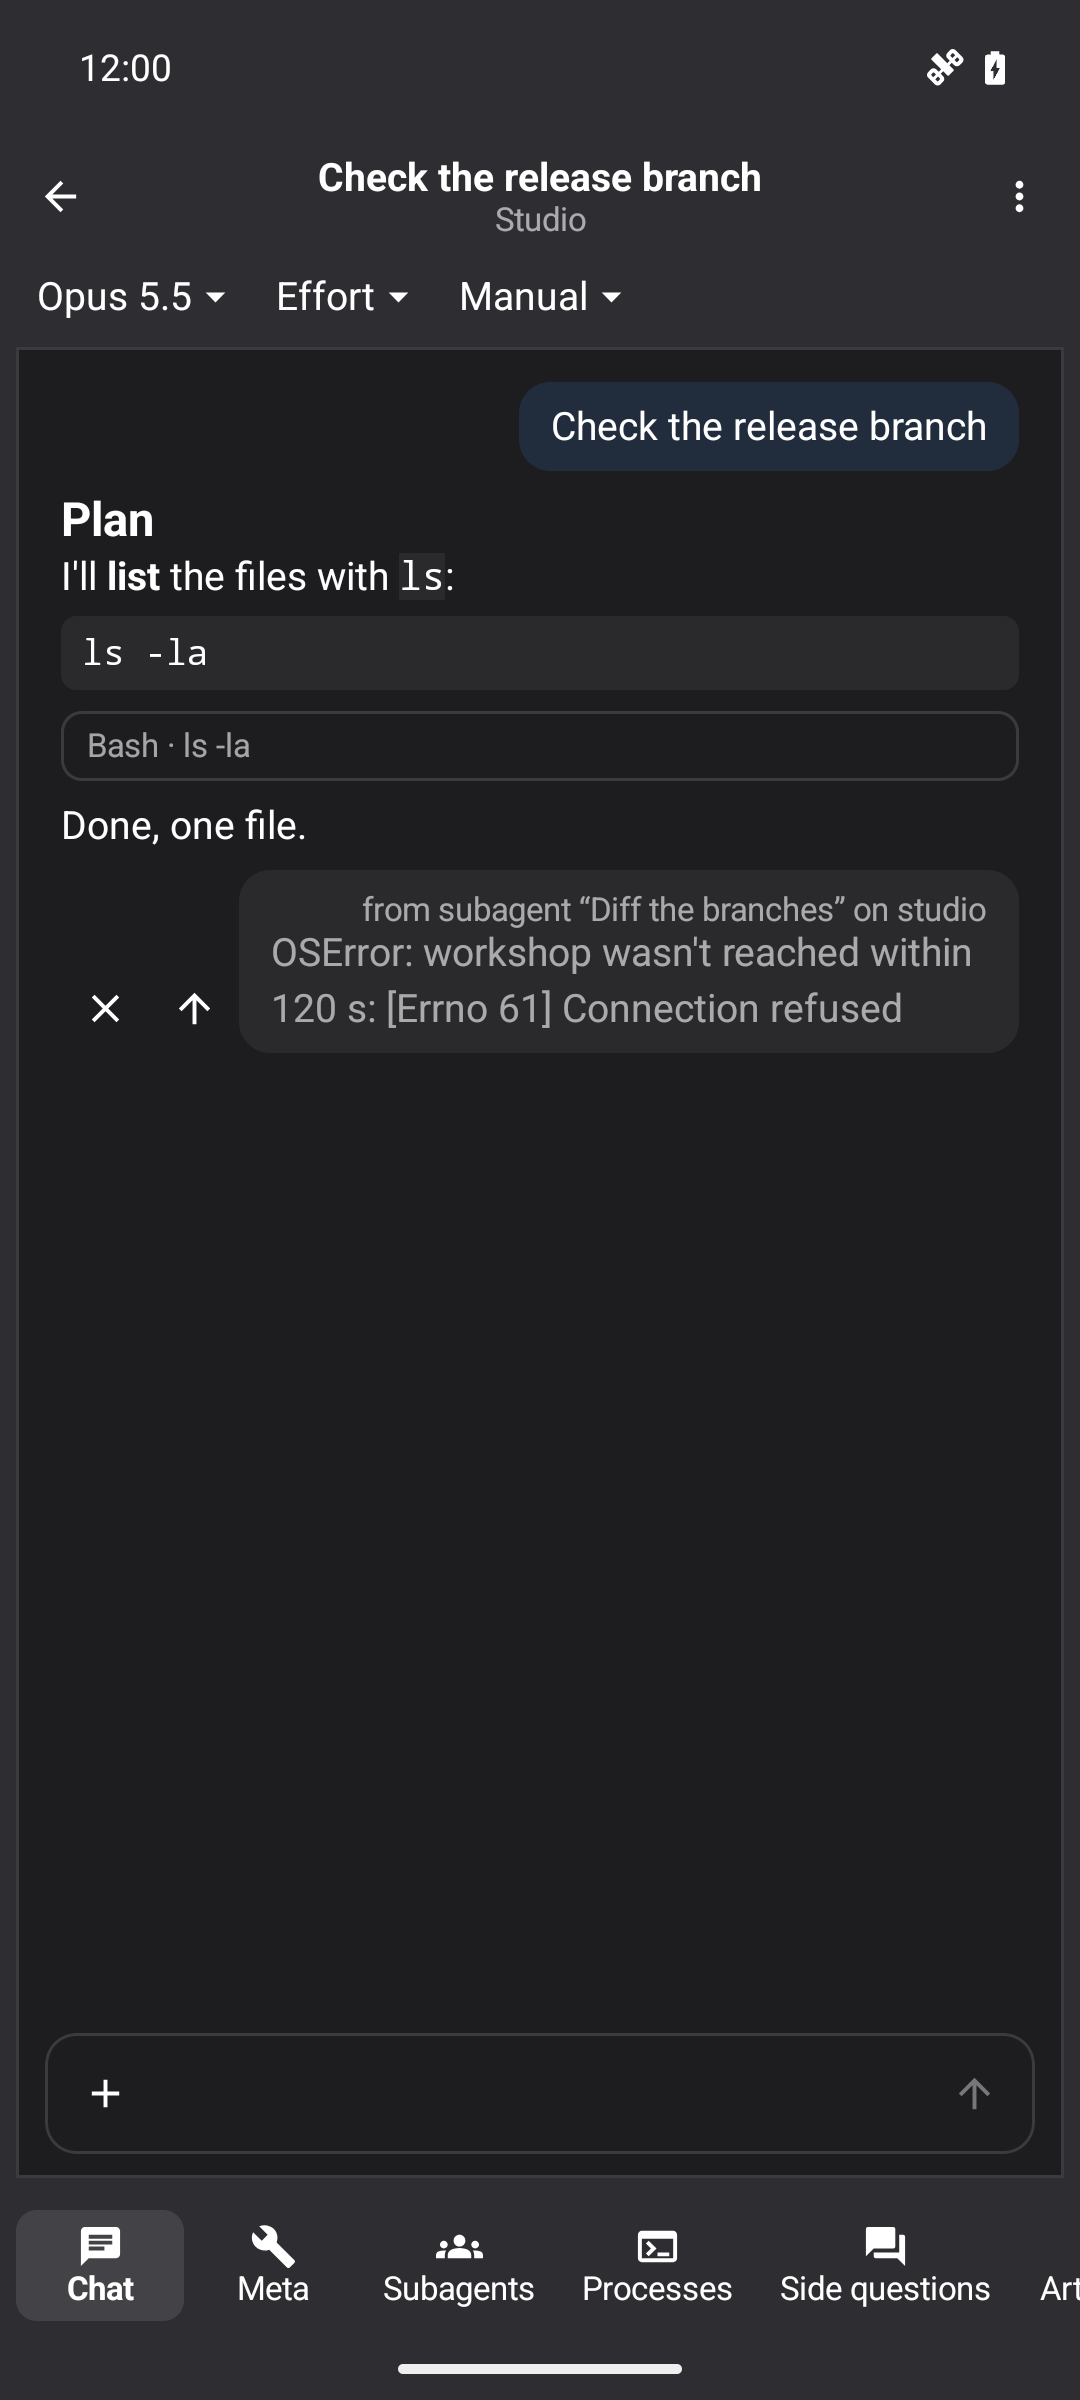 12:00
Check the release branch
Studio
Opus 5.5
Effort
Manual
Check the release branch
Plan
I'll list the files with ls:
ls -la
Bash · ls -la
Done, one file.
from subagent “Diff the branches” on studio
OSError: workshop wasn't reached within
120 s: [Errno 61] Connection refused
Chat
Meta
Subagents
Processes
Side questions
Art